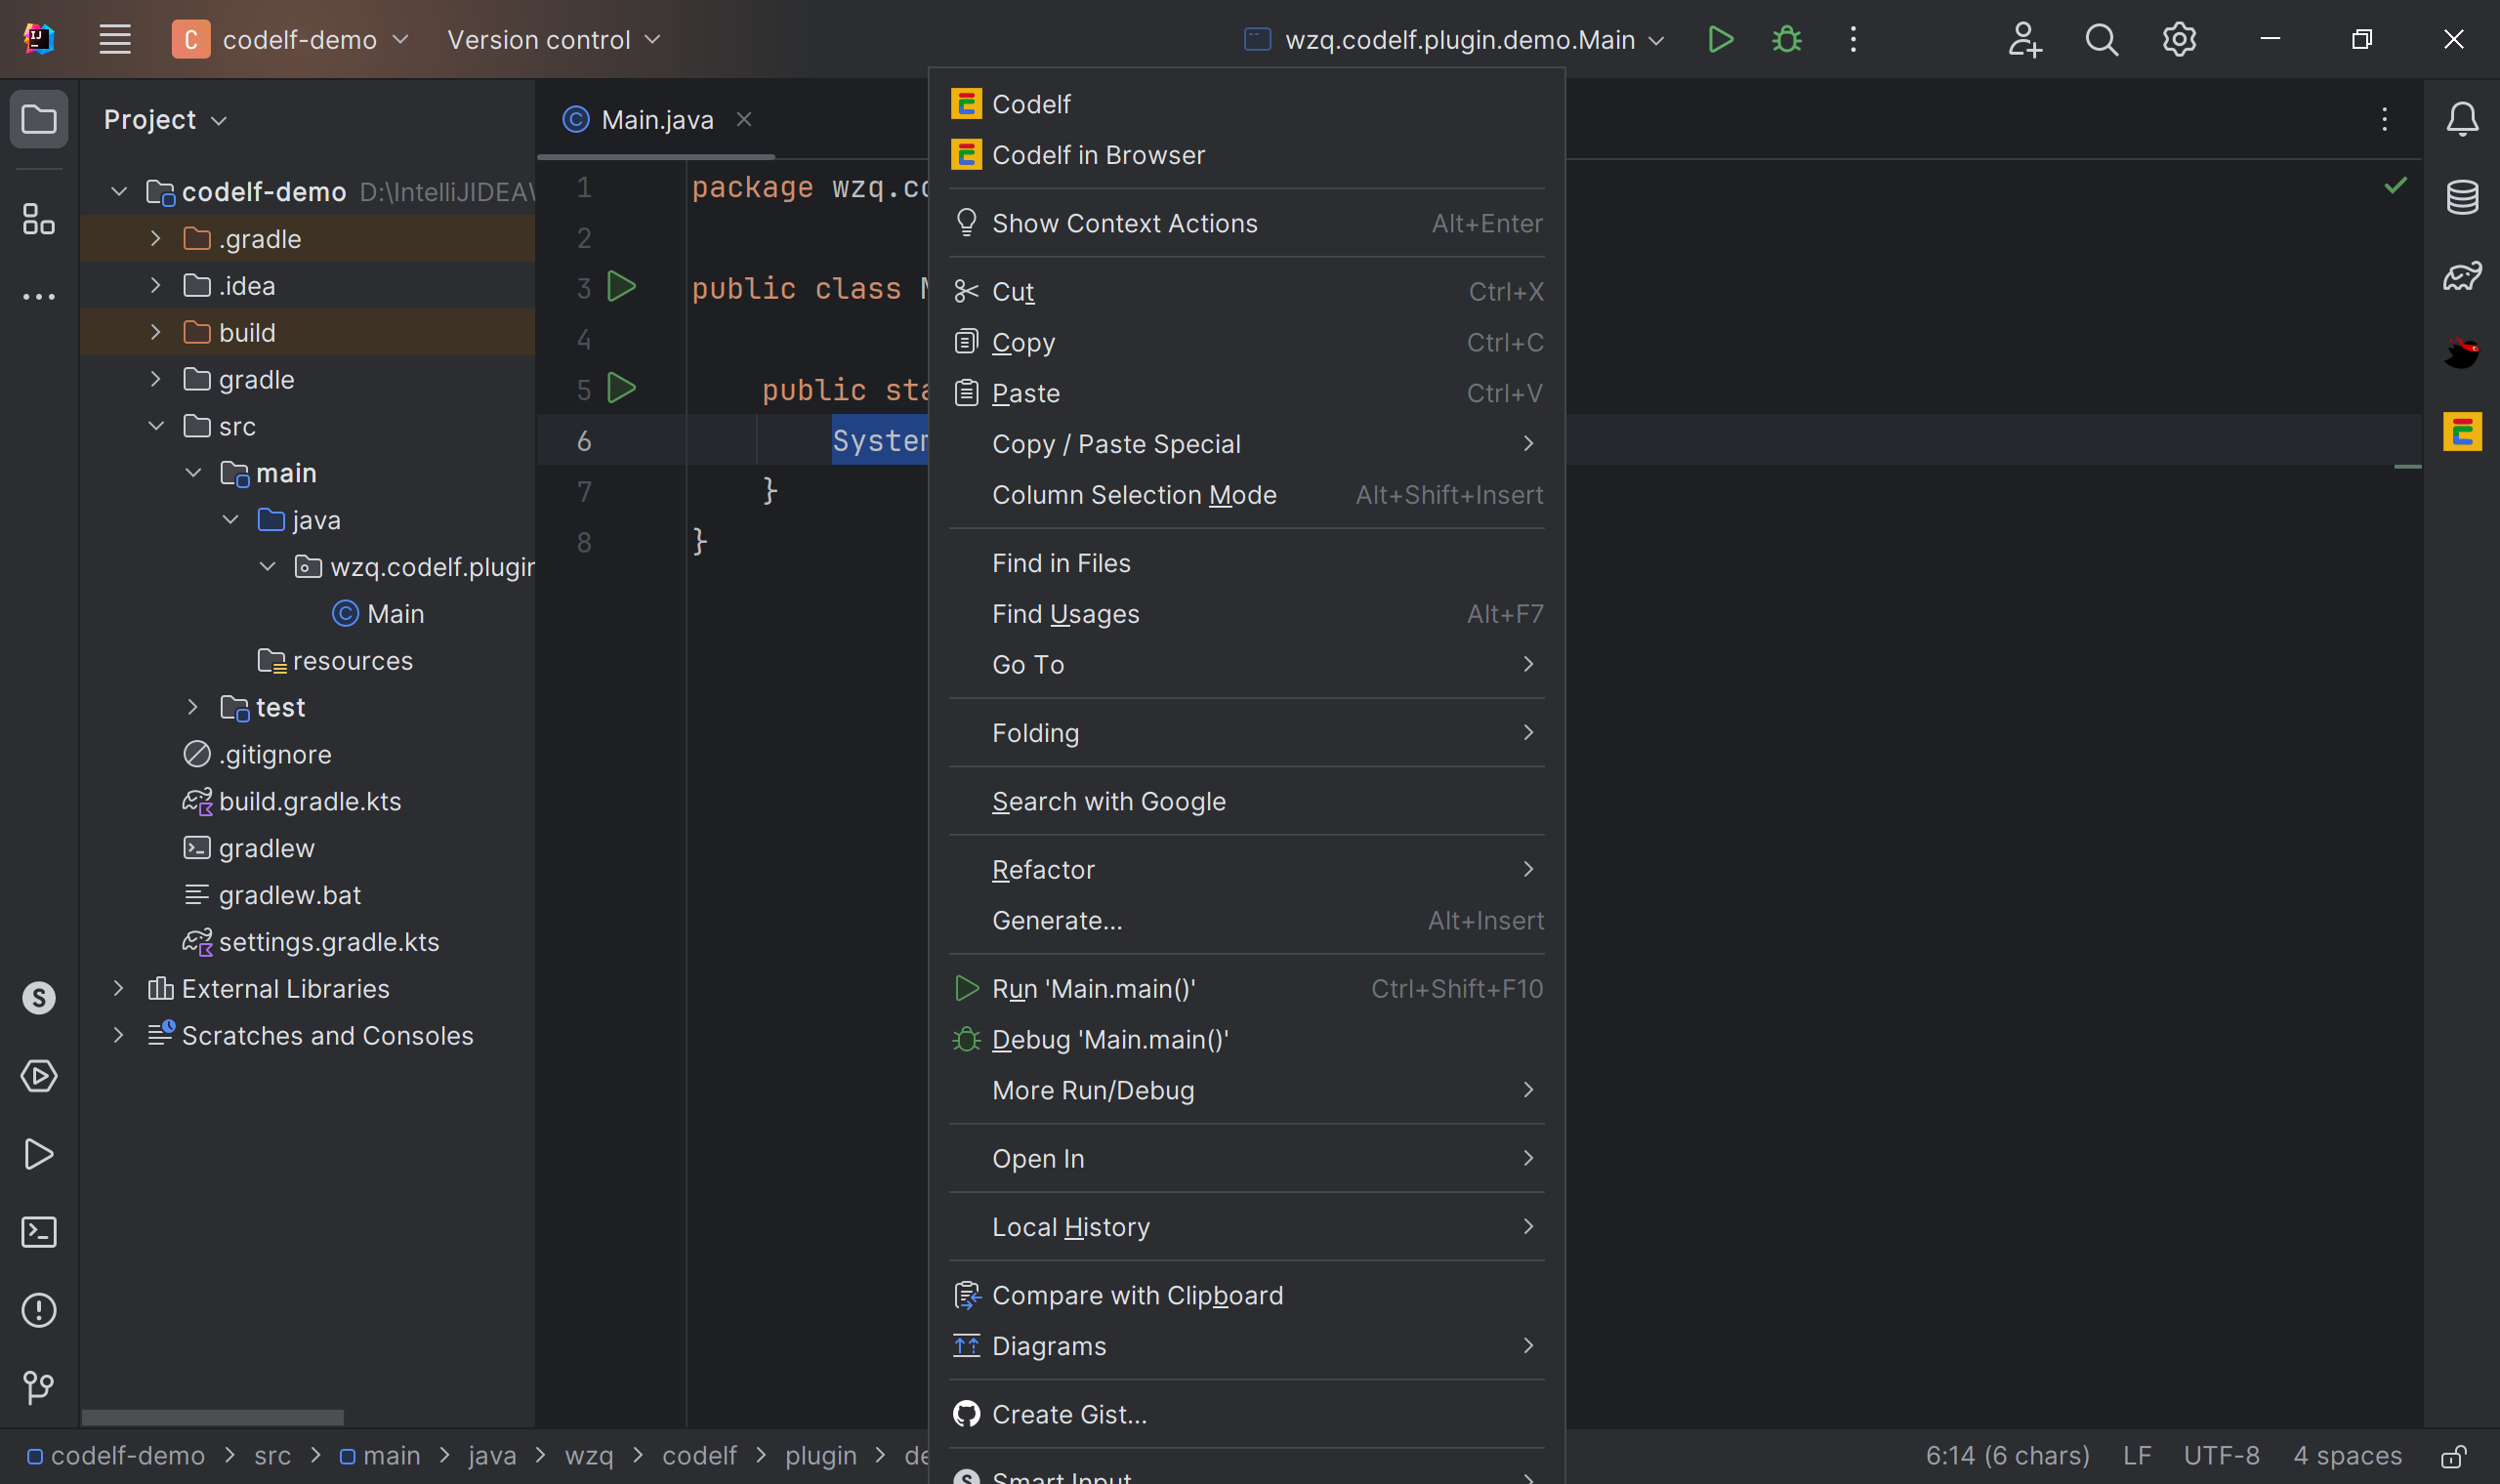 codelf-demo
Version control
wzq.codelf.plugin.demo.Main
Project
Main.java
codelf-demo D:\IntelliJIDEA\
.gradle
.idea
build
gradle
src
main
java
wzq.codelf.plugin
Main
resources
test
.gitignore
build.gradle.kts
gradlew
gradlew.bat
settings.gradle.kts
External Libraries
Scratches and Consoles
1 package wzq.co
2
3 public class
4
5 public sta
6 System
7 }
8 }
Codelf
Codelf in Browser
Show Context Actions Alt+Enter
Cut Ctrl+X
Copy Ctrl+C
Paste Ctrl+V
Copy / Paste Special
Column Selection Mode Alt+Shift+Insert
Find in Files
Find Usages Alt+F7
Go To
Folding
Search with Google
Refactor
Generate... Alt+Insert
Run 'Main.main()' Ctrl+Shift+F10
Debug 'Main.main()'
More Run/Debug
Open In
Local History
Compare with Clipboard
Diagrams
Create Gist...
Smart Input
codelf-demo > src > main > java > wzq > codelf > plugin > de
6:14 (6 chars) LF UTF-8 4 spaces